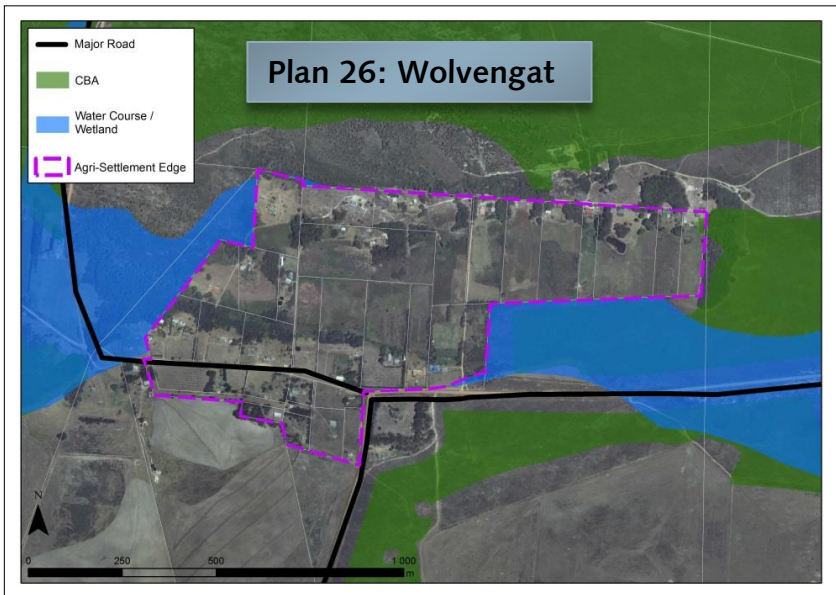 Plan 26: Wolvengat
Major Road
CBA
Water Course /
Wetland
Agri-Settlement Edge
N
0 250 500 1 000
m